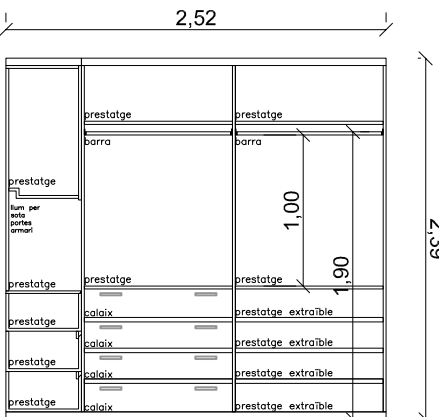 2,52
prestatge
prestatge
barra
barra
prestatge
llum per
sota
portes
armari
1,00
1,90
2,39
prestatge
prestatge
prestatge
calaix
prestatge extraïble
prestatge
calaix
prestatge extraïble
prestatge
calaix
prestatge extraïble
prestatge
calaix
prestatge extraïble